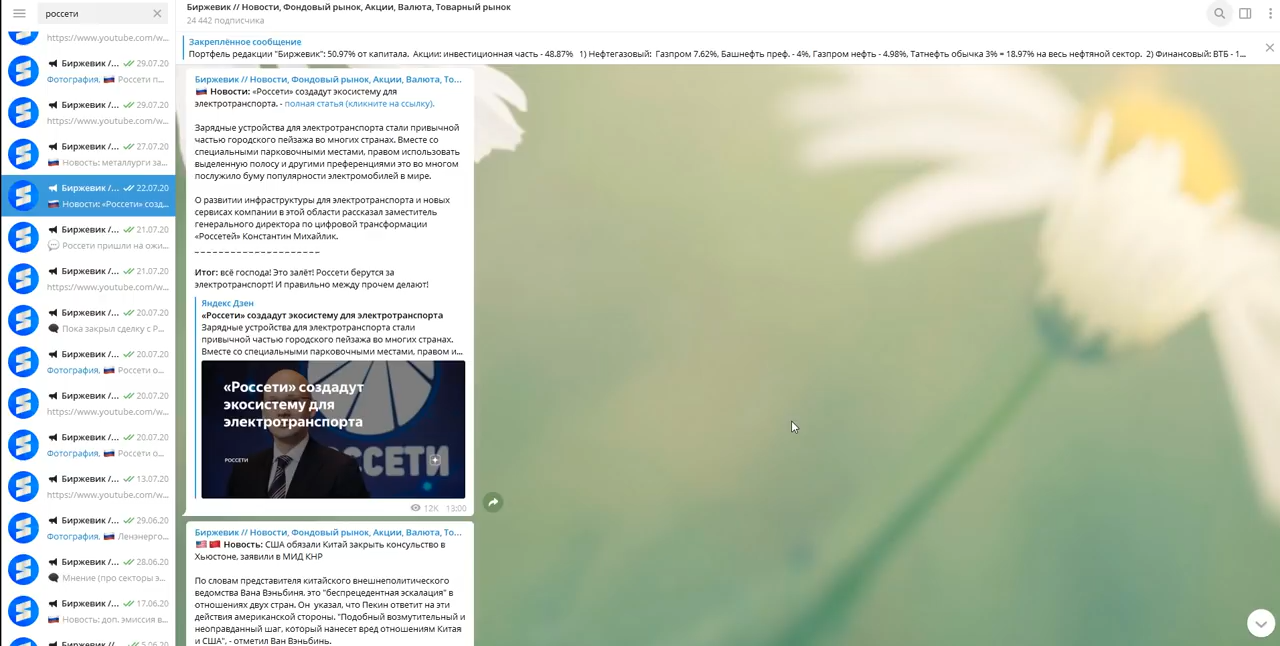 россети
https://www.youtube.com/w...
Биржевик /... 29.07.20
Фотография, Россети п...
Биржевик /... 29.07.20
https://www.youtube.com/w...
Биржевик /... 27.07.20
Новость: металлурги за...
Биржевик /... 22.07.20
Новости: «Россети» созд...
Биржевик /... 21.07.20
Россети пришли на ожи...
Биржевик /... 21.07.20
https://www.youtube.com/w...
Биржевик /... 20.07.20
Пока закрыл сделку с Р...
Биржевик /... 20.07.20
Фотография, Россети о...
Биржевик /... 20.07.20
https://www.youtube.com/w...
Биржевик /... 20.07.20
Фотография, Россети о...
Биржевик /... 13.07.20
https://www.youtube.com/w...
Биржевик /... 29.06.20
Фотография, Лензнерго...
Биржевик /... 28.06.20
Мнение (про секторы э...
Биржевик /... 17.06.20
Новость: доп. эмиссия в...
Биржевик // Новости, Фондовый рынок, Акции, Валюта, Товарный рынок
24 442 подписчика
Закреплённое сообщение
Портфель редакции "Биржевик": 50.97% от капитала. Акции: инвестиционная часть - 48.87% 1) Нефтегазовый: Газпром 7.62%, Башнефть преф. - 4%, Газпром нефть - 4.98%, Татнефть обычка 3% = 18.97% на весь нефтяной сектор. 2) Финансовый: ВТБ - 1...
Биржевик // Новости, Фондовый рынок, Акции, Валюта, То...
Новости: «Россети» создадут экосистему для
электротранспорта. - полная статья (кликните на ссылку).
Зарядные устройства для электротранспорта стали привычной
частью городского пейзажа во многих странах. Вместе со
специальными парковочными местами, правом использовать
выделенную полосу и другими преференциями это во многом
послужило буму популярности электромобилей в мире.
О развитии инфраструктуры для электротранспорта и новых
сервисах компании в этой области рассказал заместитель
генерального директора по цифровой трансформации
«Россетей» Константин Михайлик.
_ _ _ _ _ _ _ _ _ _ _ _ _ _ _ _ _ _ _ _
Итог: всё господа! Это залёт! Россети берутся за
электротранспорт! И правильно между прочем делают!
Яндекс Дзен
«Россети» создадут экосистему для электротранспорта
Зарядные устройства для электротранспорта стали
привычной частью городского пейзажа во многих странах.
Вместе со специальными парковочными местами, правом и...
«Россети» создадут
экосистему для
электротранспорта
РОССЕТИ
ССЕТИ
12K 13:00
Биржевик // Новости, Фондовый рынок, Акции, Валюта, То...
Новость: США обязали Китай закрыть консульство в
Хьюстоне, заявили в МИД КНР
По словам представителя китайского внешнеполитического
ведомства Вана Вэньбиня, это "беспрецедентная эскалация" в
отношениях двух стран. Он указал, что Пекин ответит на эти
действия американской стороны. "Подобный возмутительный и
неоправданный шаг, который нанесет вред отношениям Китая
и США", - отметил Ван Вэньбинь.